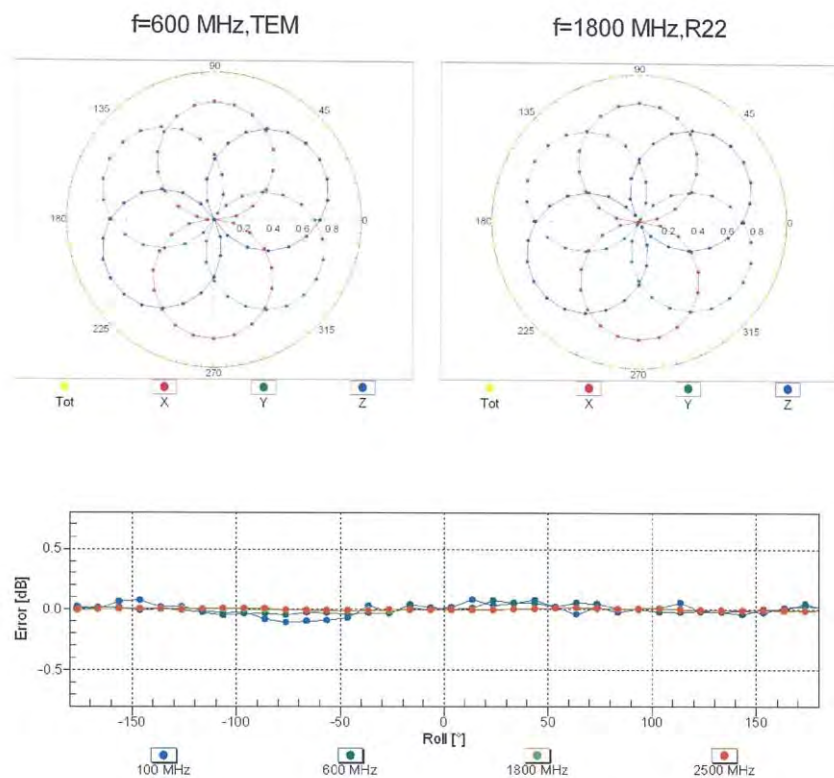 f=600 MHz,TEM
f=1800 MHz,R22
90
135
45
180
0.2
0.4
0.6
0.8
0
225
315
270
Tot
X
Y
Z
90
135
45
180
0.2
0.4
0.6
0.8
0
225
315
270
Tot
X
Y
Z
Error [dB]
0.5
0.0
-0.5
-150
-100
-50
0
50
100
150
Roll [°]
100 MHz
600 MHz
1800 MHz
2500 MHz